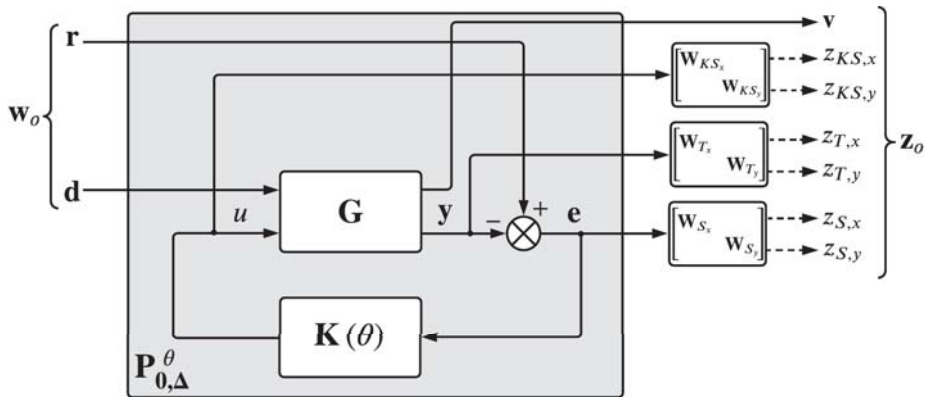 r
v
w_o
[W_{KS_x} W_{KS_y}]
z_{KS,x}
z_{KS,y}
[W_{T_x} W_{T_y}]
z_{T,x}
z_{T,y}
z_o
d
G
u
y
− +
e
[W_{S_x} W_{S_y}]
z_{S,x}
z_{S,y}
K(θ)
P_{0,Δ}^θ